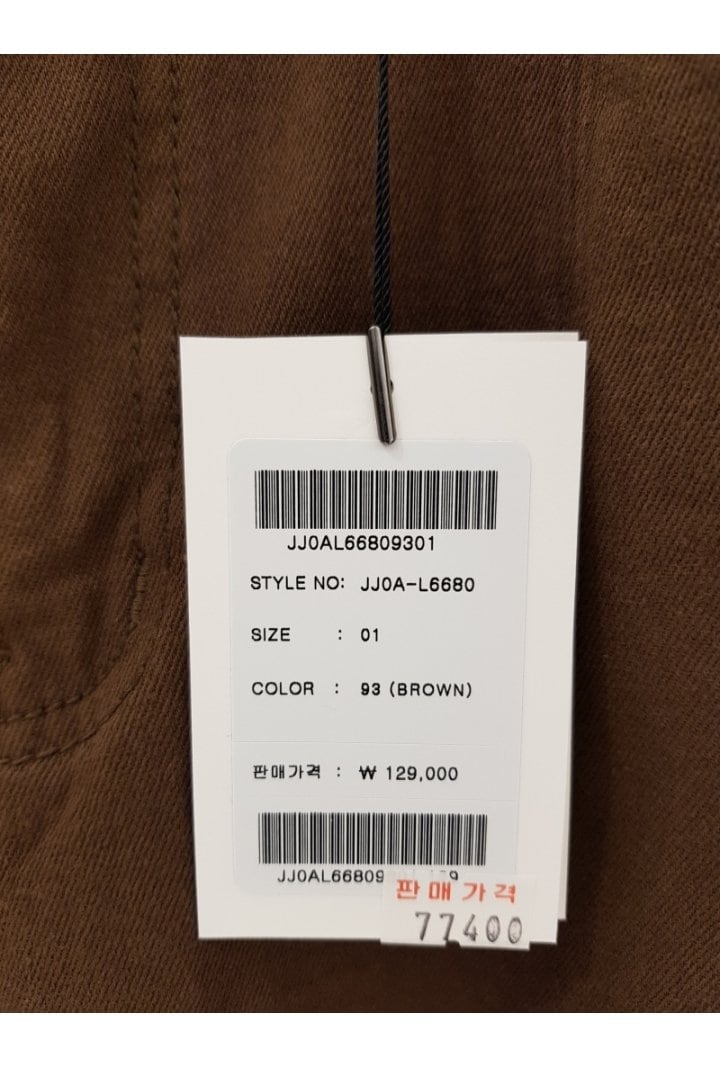 JJ0AL66809301
STYLE NO: JJ0A-L6680
SIZE : 01
COLOR : 93 (BROWN)
판매가격 : ₩ 129,000
JJ0AL66809
판매가격
77400